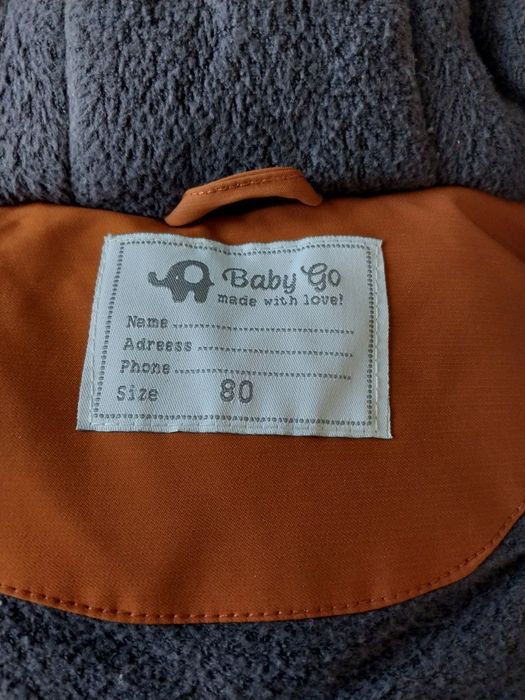 Baby Go
made with love!
Name
Adreess
Phone
Size 80